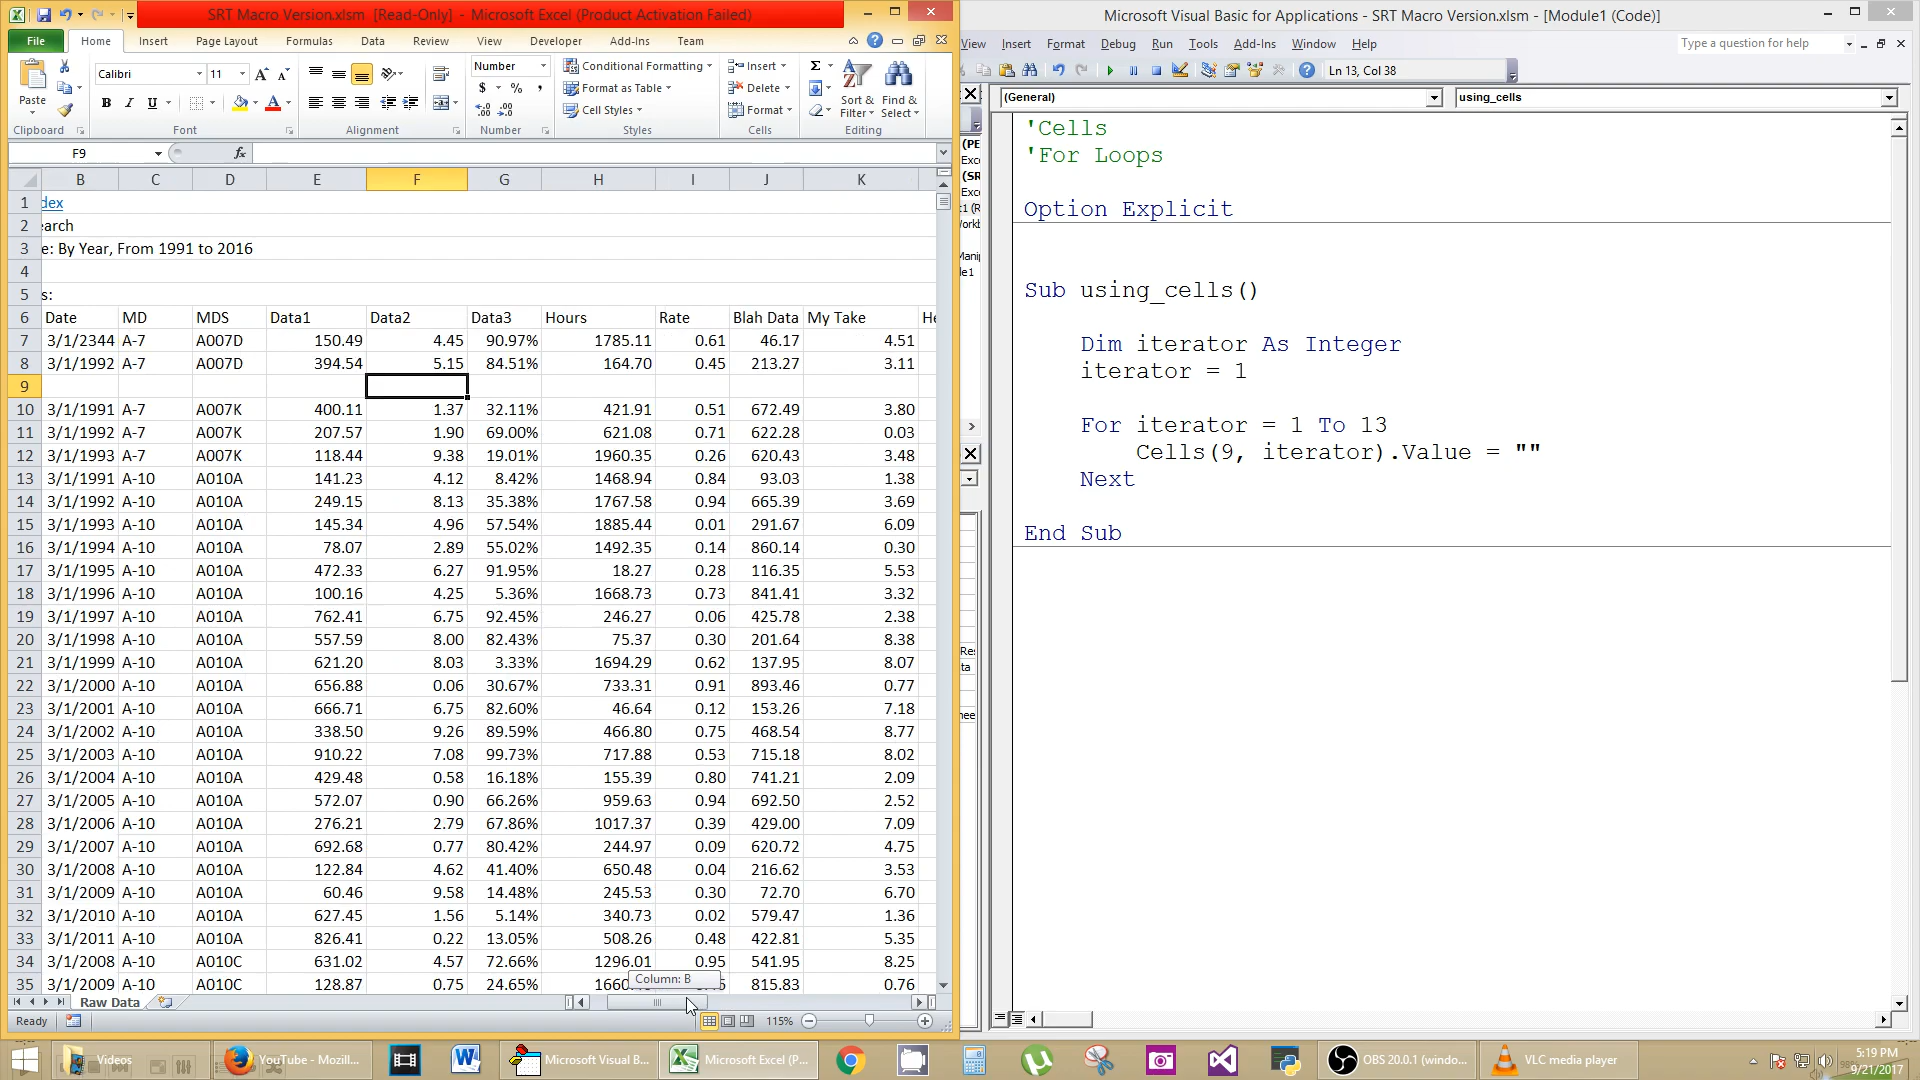 SRT Macro Version.xlsm [Read-Only] - Microsoft Excel (Product Activation Failed)
File Home Insert Page Layout Formulas Data Review View Developer Add-Ins Team
Paste
Calibri 11
B I U
Number
$ % ,
Conditional Formatting
Format as Table
Cell Styles
Insert
Delete
Format
Sort & Filter
Find & Select
Clipboard Font Alignment Number Styles Cells Editing
F9 fx
B C D E F G H I J K
1 dex
2 earch
3 e: By Year, From 1991 to 2016
4
5 s:
6 Date MD MDS Data1 Data2 Data3 Hours Rate Blah Data My Take He
7 3/1/2344 A-7 A007D 150.49 4.45 90.97% 1785.11 0.61 46.17 4.51
8 3/1/1992 A-7 A007D 394.54 5.15 84.51% 164.70 0.45 213.27 3.11
9
10 3/1/1991 A-7 A007K 400.11 1.37 32.11% 421.91 0.51 672.49 3.80
11 3/1/1992 A-7 A007K 207.57 1.90 69.00% 621.08 0.71 622.28 0.03
12 3/1/1993 A-7 A007K 118.44 9.38 19.01% 1960.35 0.26 620.43 3.48
13 3/1/1991 A-10 A010A 141.23 4.12 8.42% 1468.94 0.84 93.03 1.38
14 3/1/1992 A-10 A010A 249.15 8.13 35.38% 1767.58 0.94 665.39 3.69
15 3/1/1993 A-10 A010A 145.34 4.96 57.54% 1885.44 0.01 291.67 6.09
16 3/1/1994 A-10 A010A 78.07 2.89 55.02% 1492.35 0.14 860.14 0.30
17 3/1/1995 A-10 A010A 472.33 6.27 91.95% 18.27 0.28 116.35 5.53
18 3/1/1996 A-10 A010A 100.16 4.25 5.36% 1668.73 0.73 841.41 3.32
19 3/1/1997 A-10 A010A 762.41 6.75 92.45% 246.27 0.06 425.78 2.38
20 3/1/1998 A-10 A010A 557.59 8.00 82.43% 75.37 0.30 201.64 8.38
21 3/1/1999 A-10 A010A 621.20 8.03 3.33% 1694.29 0.62 137.95 8.07
22 3/1/2000 A-10 A010A 656.88 0.06 30.67% 733.31 0.91 893.46 0.77
23 3/1/2001 A-10 A010A 666.71 6.75 82.60% 46.64 0.12 153.26 7.18
24 3/1/2002 A-10 A010A 338.50 9.26 89.59% 466.80 0.75 468.54 8.77
25 3/1/2003 A-10 A010A 910.22 7.08 99.73% 717.88 0.53 715.18 8.02
26 3/1/2004 A-10 A010A 429.48 0.58 16.18% 155.39 0.80 741.21 2.09
27 3/1/2005 A-10 A010A 572.07 0.90 66.26% 959.63 0.94 692.50 2.52
28 3/1/2006 A-10 A010A 276.21 2.79 67.86% 1017.37 0.39 429.00 7.09
29 3/1/2007 A-10 A010A 692.68 0.77 80.42% 244.97 0.09 620.72 4.75
30 3/1/2008 A-10 A010A 122.84 4.62 41.40% 650.48 0.04 216.62 3.53
31 3/1/2009 A-10 A010A 60.46 9.58 14.48% 245.53 0.30 72.70 6.70
32 3/1/2010 A-10 A010A 627.45 1.56 5.14% 340.73 0.02 579.47 1.36
33 3/1/2011 A-10 A010A 826.41 0.22 13.05% 508.26 0.48 422.81 5.35
34 3/1/2008 A-10 A010C 631.02 4.57 72.66% 1296.01 0.95 541.95 8.25
35 3/1/2009 A-10 A010C 128.87 0.75 24.65% 815.83 0.76
Column: B
Raw Data
Ready 115%
Microsoft Visual Basic for Applications - SRT Macro Version.xlsm - [Module1 (Code)]
View Insert Format Debug Run Tools Add-Ins Window Help
Type a question for help
Ln 13, Col 38
(General) using_cells
'Cells
'For Loops
Option Explicit
Sub using_cells()
Dim iterator As Integer
iterator = 1
For iterator = 1 To 13
Cells(9, iterator).Value = ""
Next
End Sub
Videos
YouTube - Mozill...
Microsoft Visual B...
Microsoft Excel (P...
OBS 20.0.1 (windo...
VLC media player
5:19 PM
9/21/2017